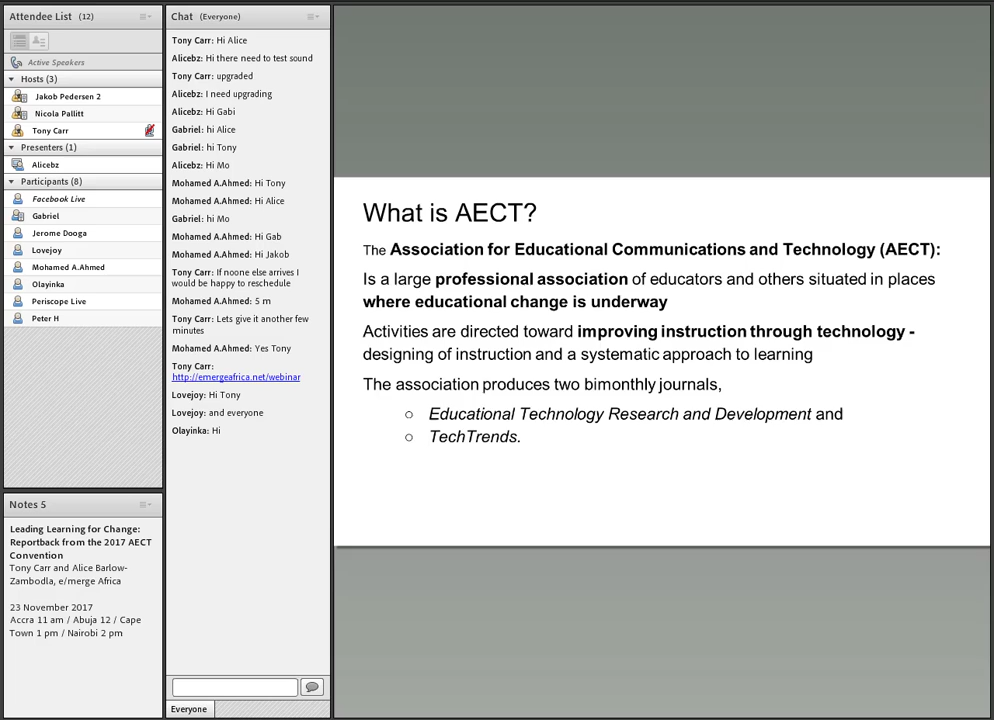 Attendee List (12)
Active Speakers
Hosts (3)
Jakob Pedersen 2
Nicola Pallitt
Tony Carr
Presenters (1)
Alicebz
Participants (8)
Facebook Live
Gabriel
Jerome Dooga
Lovejoy
Mohamed A.Ahmed
Olayinka
Periscope Live
Peter H
Notes 5
Leading Learning for Change:
Reportback from the 2017 AECT
Convention
Tony Carr and Alice Barlow-
Zambodla, e/merge Africa
23 November 2017
Accra 11 am / Abuja 12 / Cape
Town 1 pm / Nairobi 2 pm
Chat (Everyone)
Tony Carr: Hi Alice
Alicebz: Hi there need to test sound
Tony Carr: upgraded
Alicebz: I need upgrading
Alicebz: Hi Gabi
Gabriel: hi Alice
Gabriel: hi Tony
Alicebz: Hi Mo
Mohamed A.Ahmed: Hi Tony
Mohamed A.Ahmed: Hi Alice
Gabriel: hi Mo
Mohamed A.Ahmed: Hi Gab
Mohamed A.Ahmed: Hi Jakob
Tony Carr: If noone else arrives I
would be happy to reschedule
Mohamed A.Ahmed: 5 m
Tony Carr: Lets give it another few
minutes
Mohamed A.Ahmed: Yes Tony
Tony Carr:
http://emergeafrica.net/webinar
Lovejoy: Hi Tony
Lovejoy: and everyone
Olayinka: Hi
Everyone
What is AECT?
The Association for Educational Communications and Technology (AECT):
Is a large professional association of educators and others situated in places
where educational change is underway
Activities are directed toward improving instruction through technology -
designing of instruction and a systematic approach to learning
The association produces two bimonthly journals,
○ Educational Technology Research and Development and
○ TechTrends.